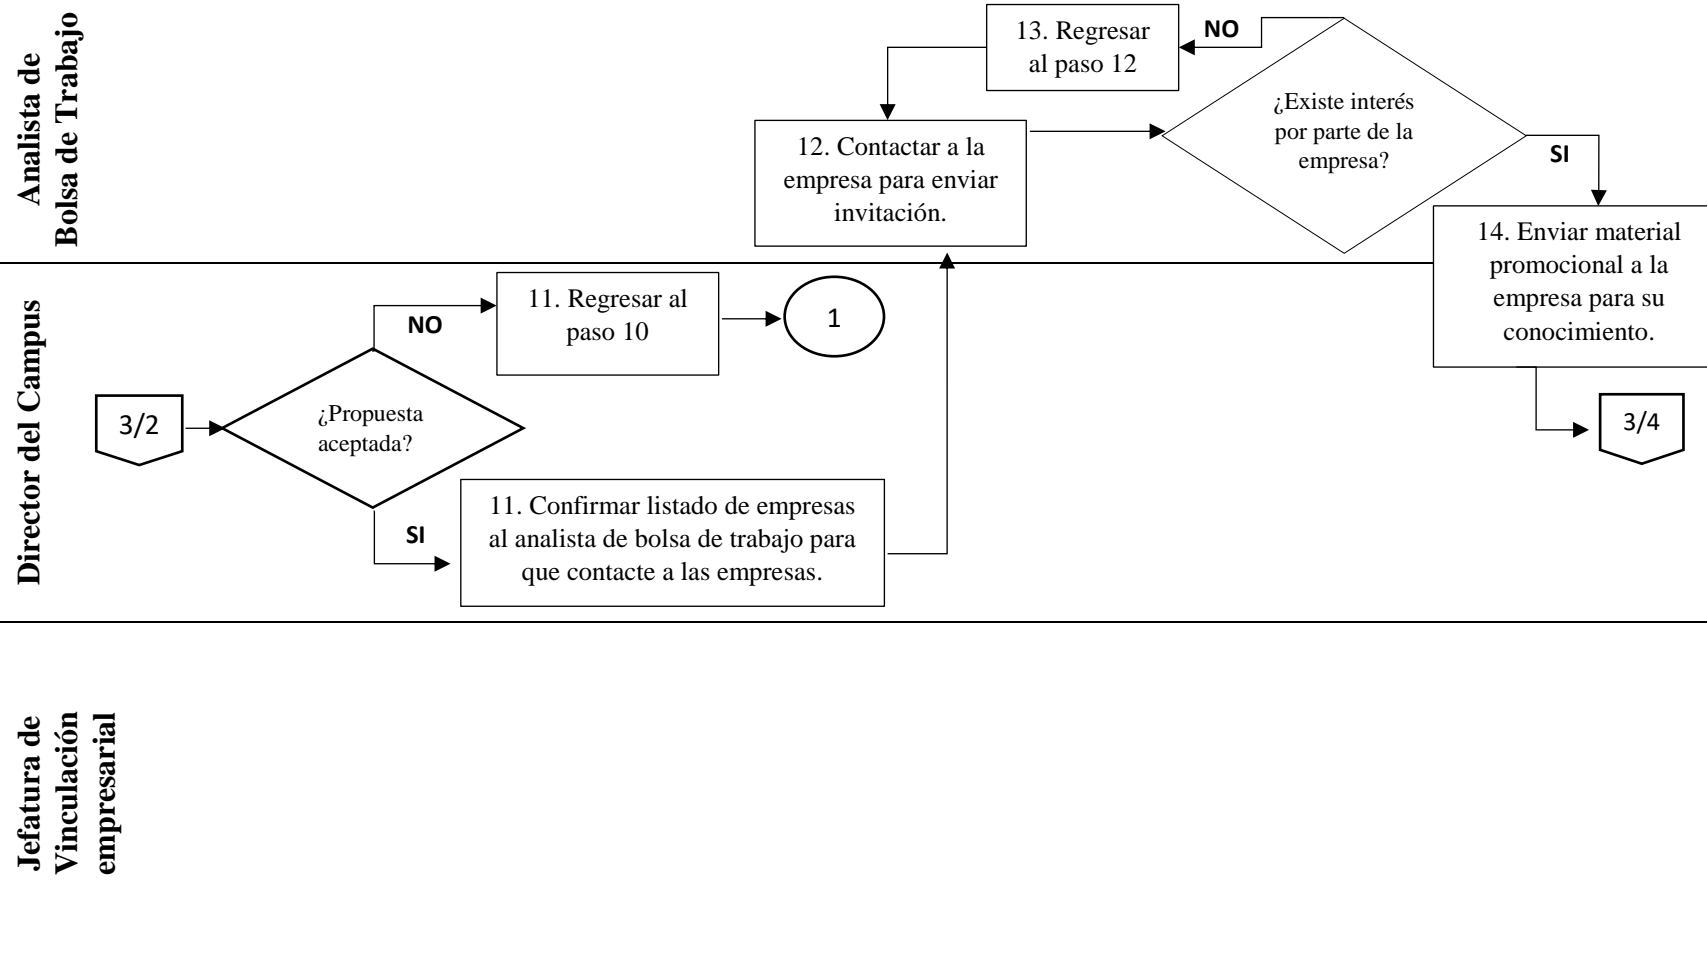 Analista de
Bolsa de Trabajo
13. Regresar
al paso 12
NO
¿Existe interés
por parte de la
empresa?
SI
12. Contactar a la
empresa para enviar
invitación.
14. Enviar material
promocional a la
empresa para su
conocimiento.
Director del Campus
3/2
¿Propuesta
aceptada?
NO
11. Regresar al
paso 10
1
SI
11. Confirmar listado de empresas
al analista de bolsa de trabajo para
que contacte a las empresas.
3/4
Jefatura de
Vinculación
empresarial